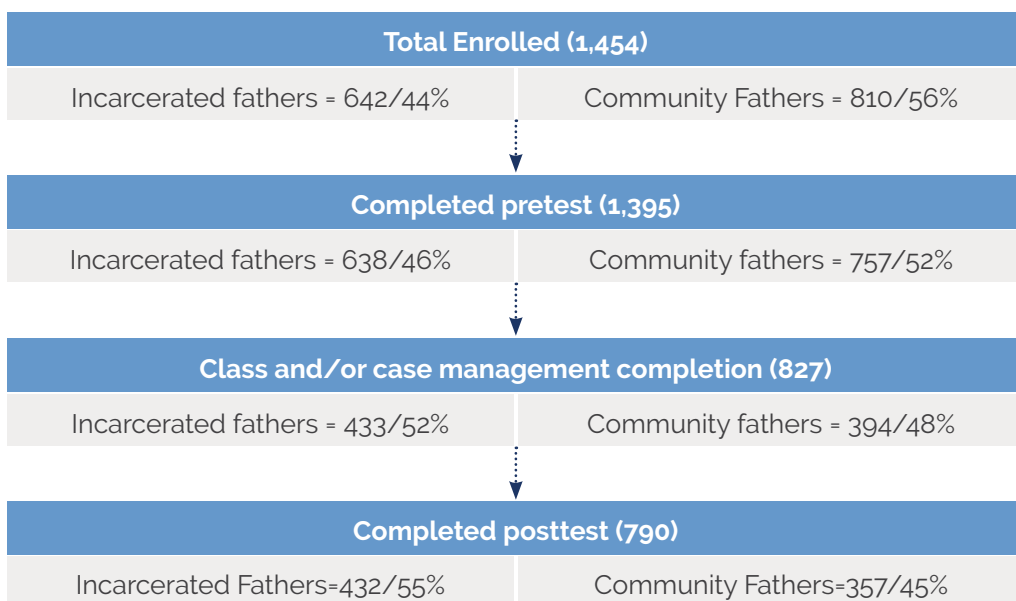 Total Enrolled (1,454)
Incarcerated fathers = 642/44%
Community Fathers = 810/56%
Completed pretest (1,395)
Incarcerated fathers = 638/46%
Community fathers = 757/52%
Class and/or case management completion (827)
Incarcerated fathers = 433/52%
Community fathers = 394/48%
Completed posttest (790)
Incarcerated Fathers=432/55%
Community Fathers=357/45%